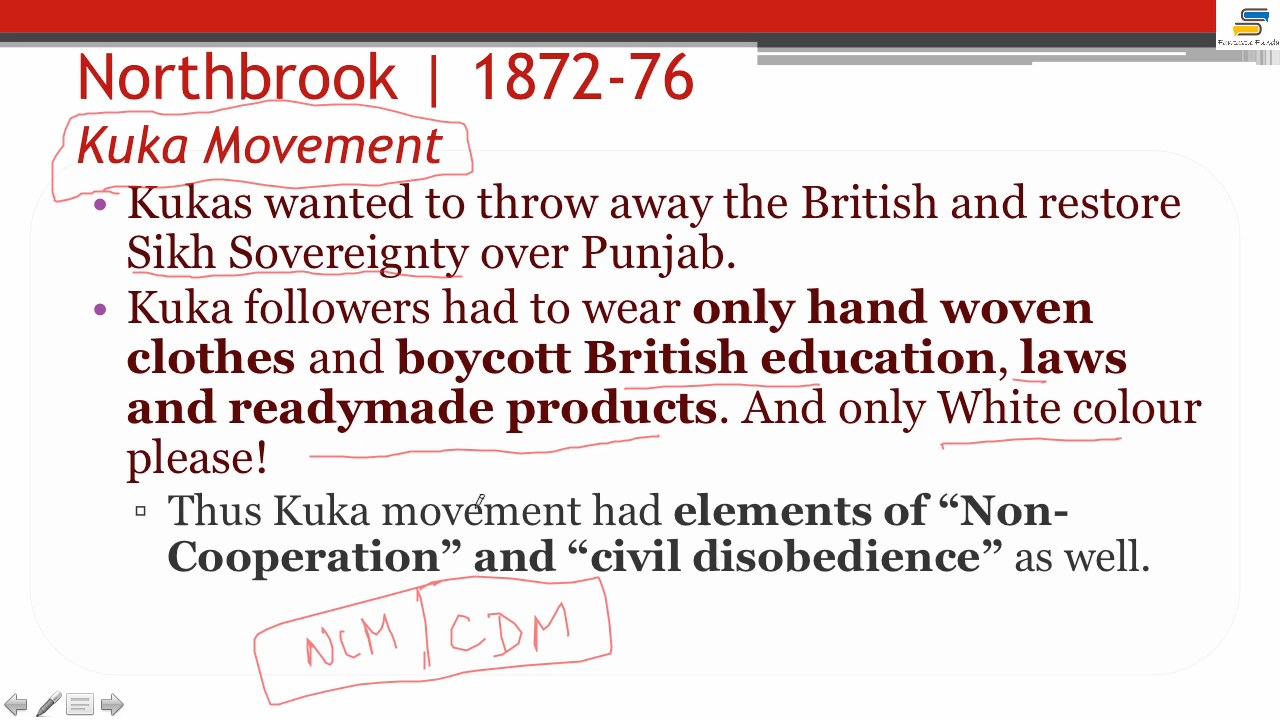 Northbrook | 1872-76
Kuka Movement
• Kukas wanted to throw away the British and restore
Sikh Sovereignty over Punjab.
• Kuka followers had to wear only hand woven
clothes and boycott British education, laws
and readymade products. And only White colour
please!
▫ Thus Kuka movement had elements of “Non-
Cooperation” and “civil disobedience” as well.
NCM | CDM